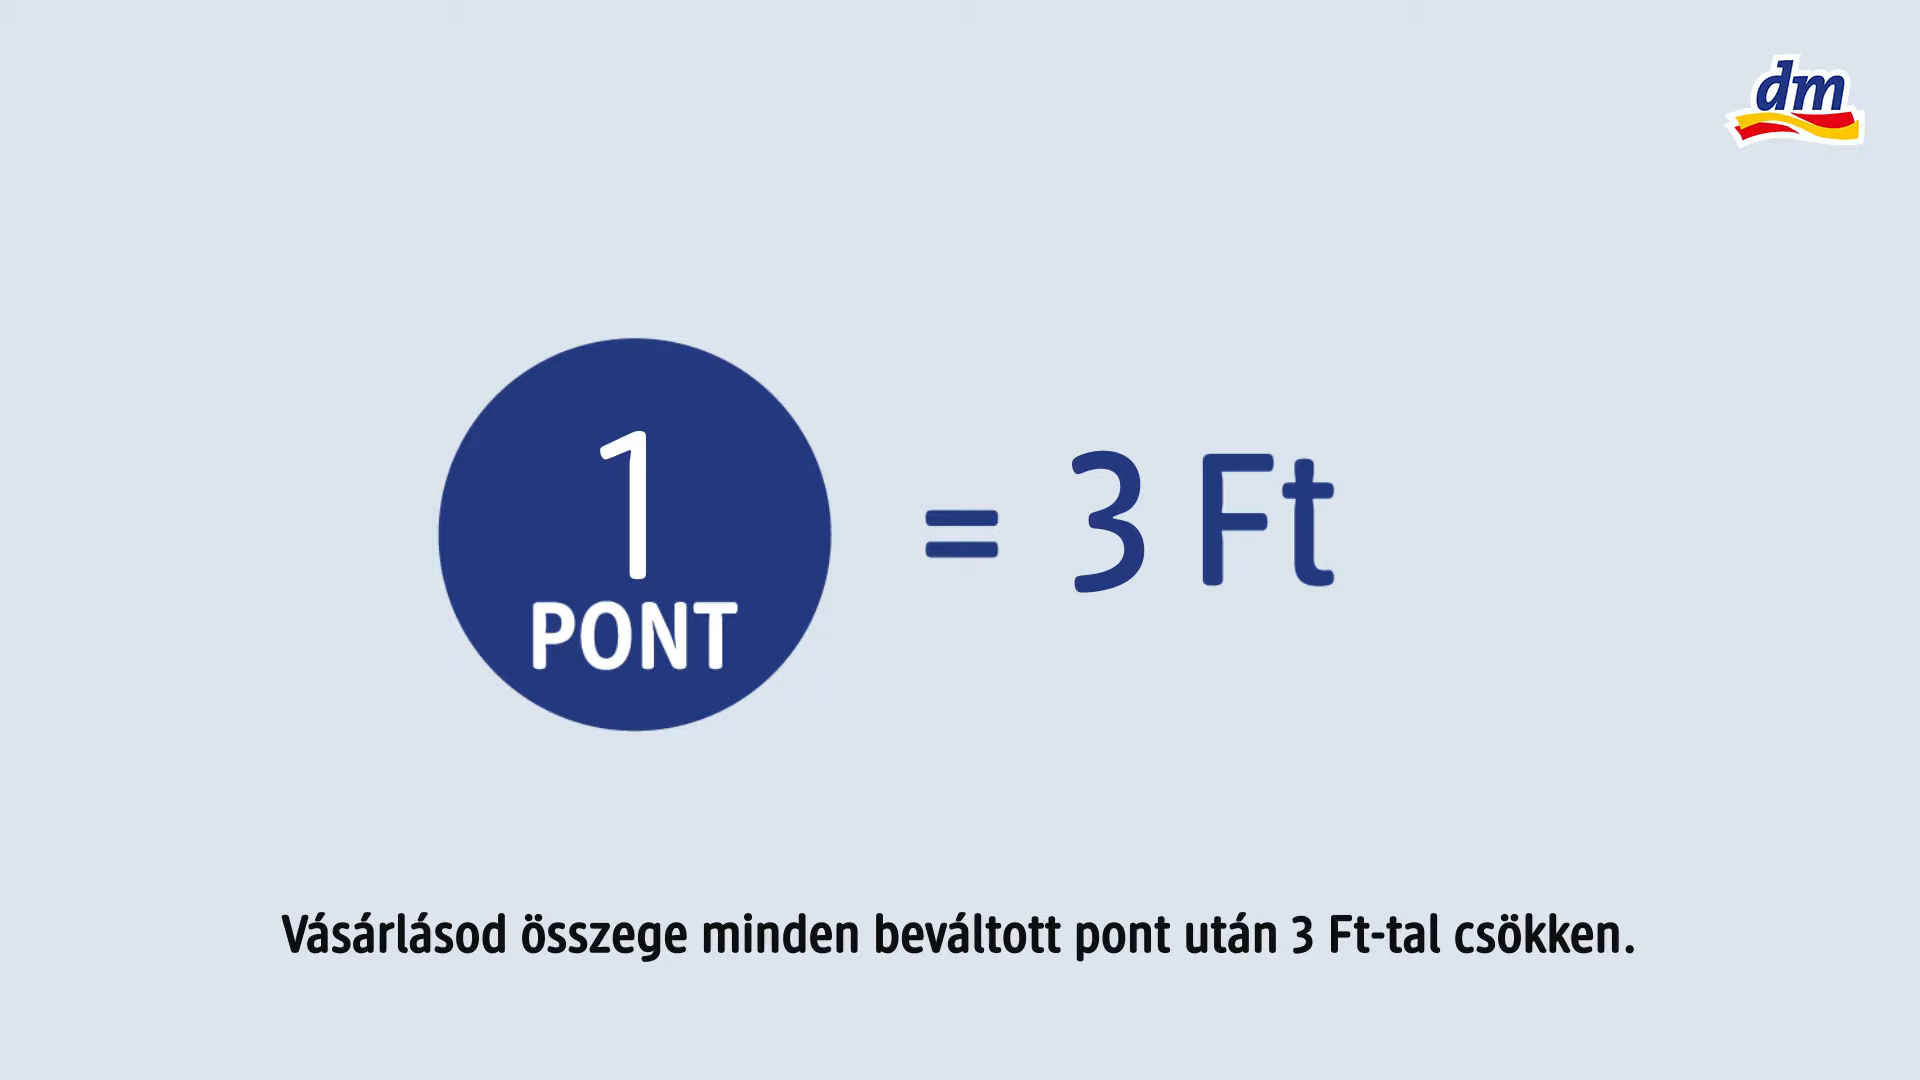 dm
1
PONT
= 3 Ft
Vásárlásod összege minden beváltott pont után 3 Ft-tal csökken.